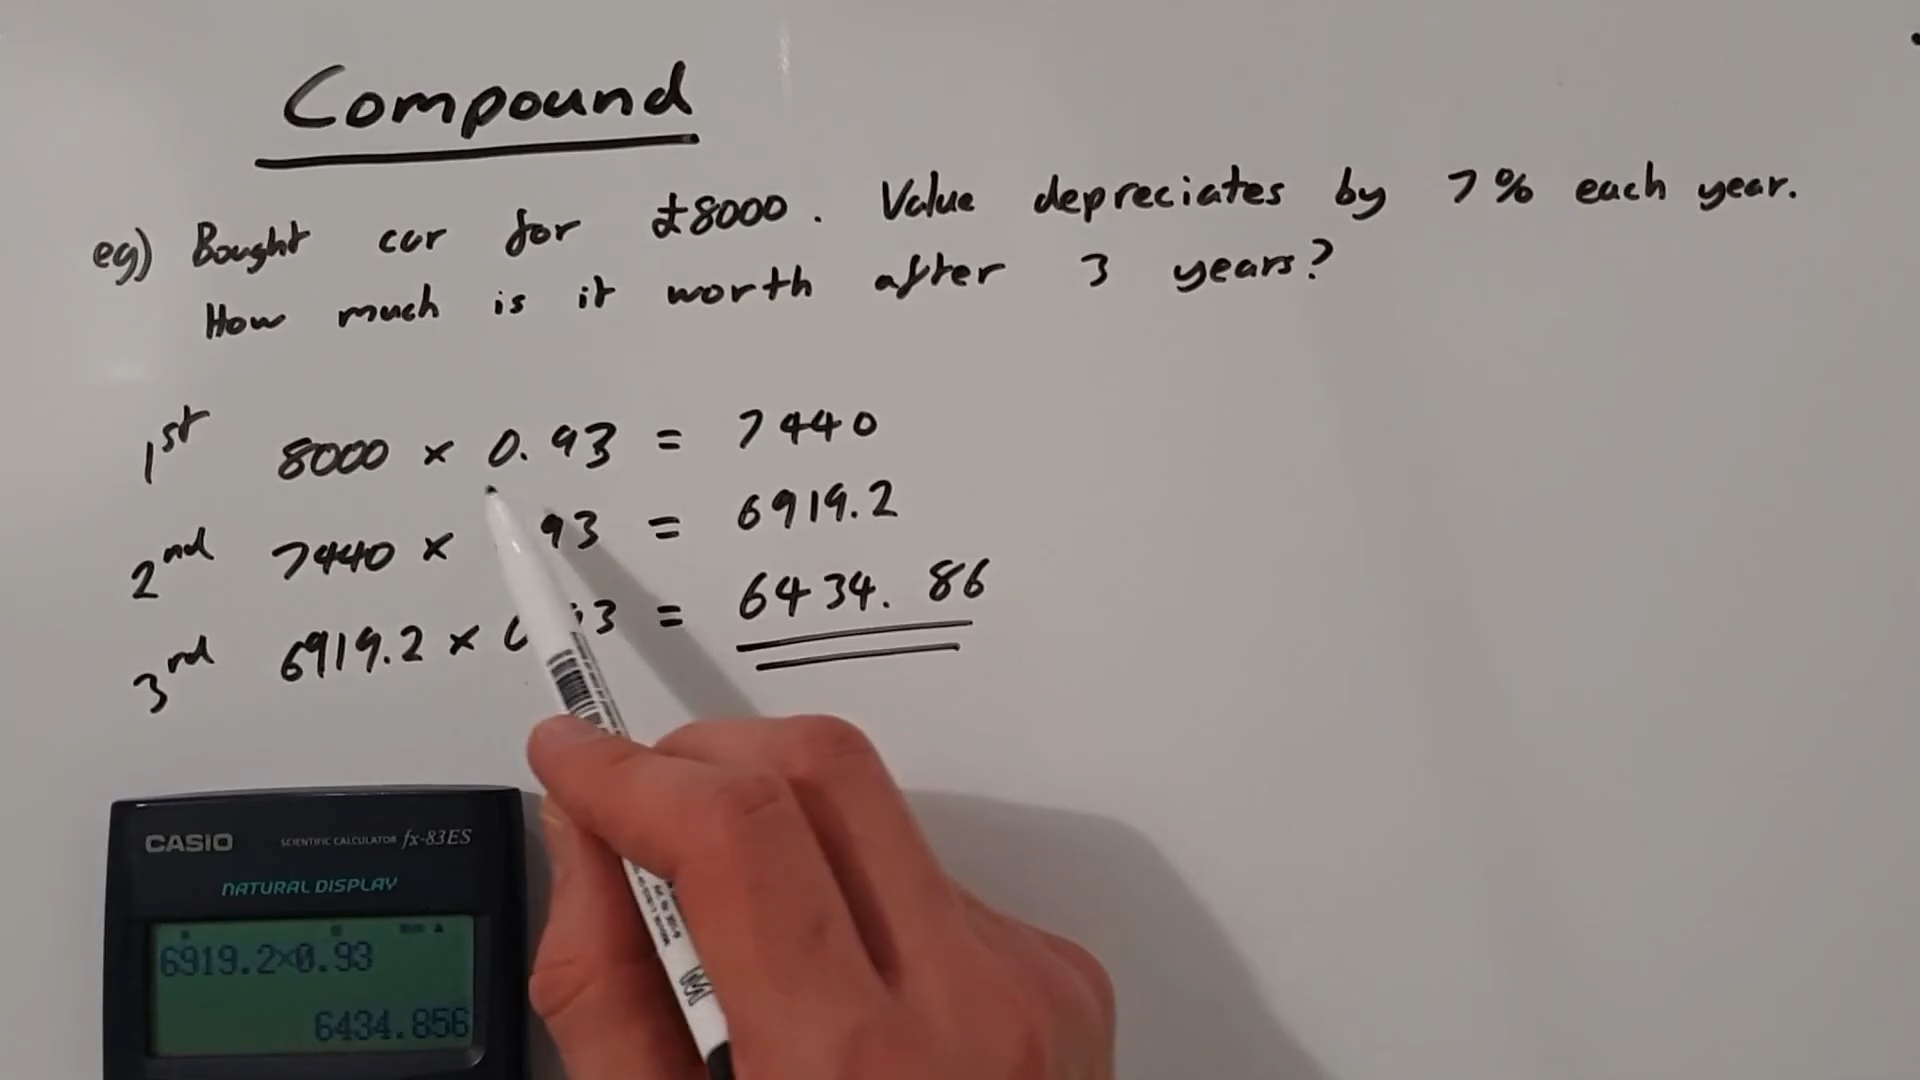 Compound
eg) Bought car for £8000. Value depreciates by 7% each year.
How much is it worth after 3 years?
1st 8000 × 0.93 = 7440
2nd 7440 × .93 = 6919.2
3rd 6919.2 × = 6434.86
CASIO SCIENTIFIC CALCULATOR fx-83ES
NATURAL DISPLAY
6919.2×0.93
6434.856